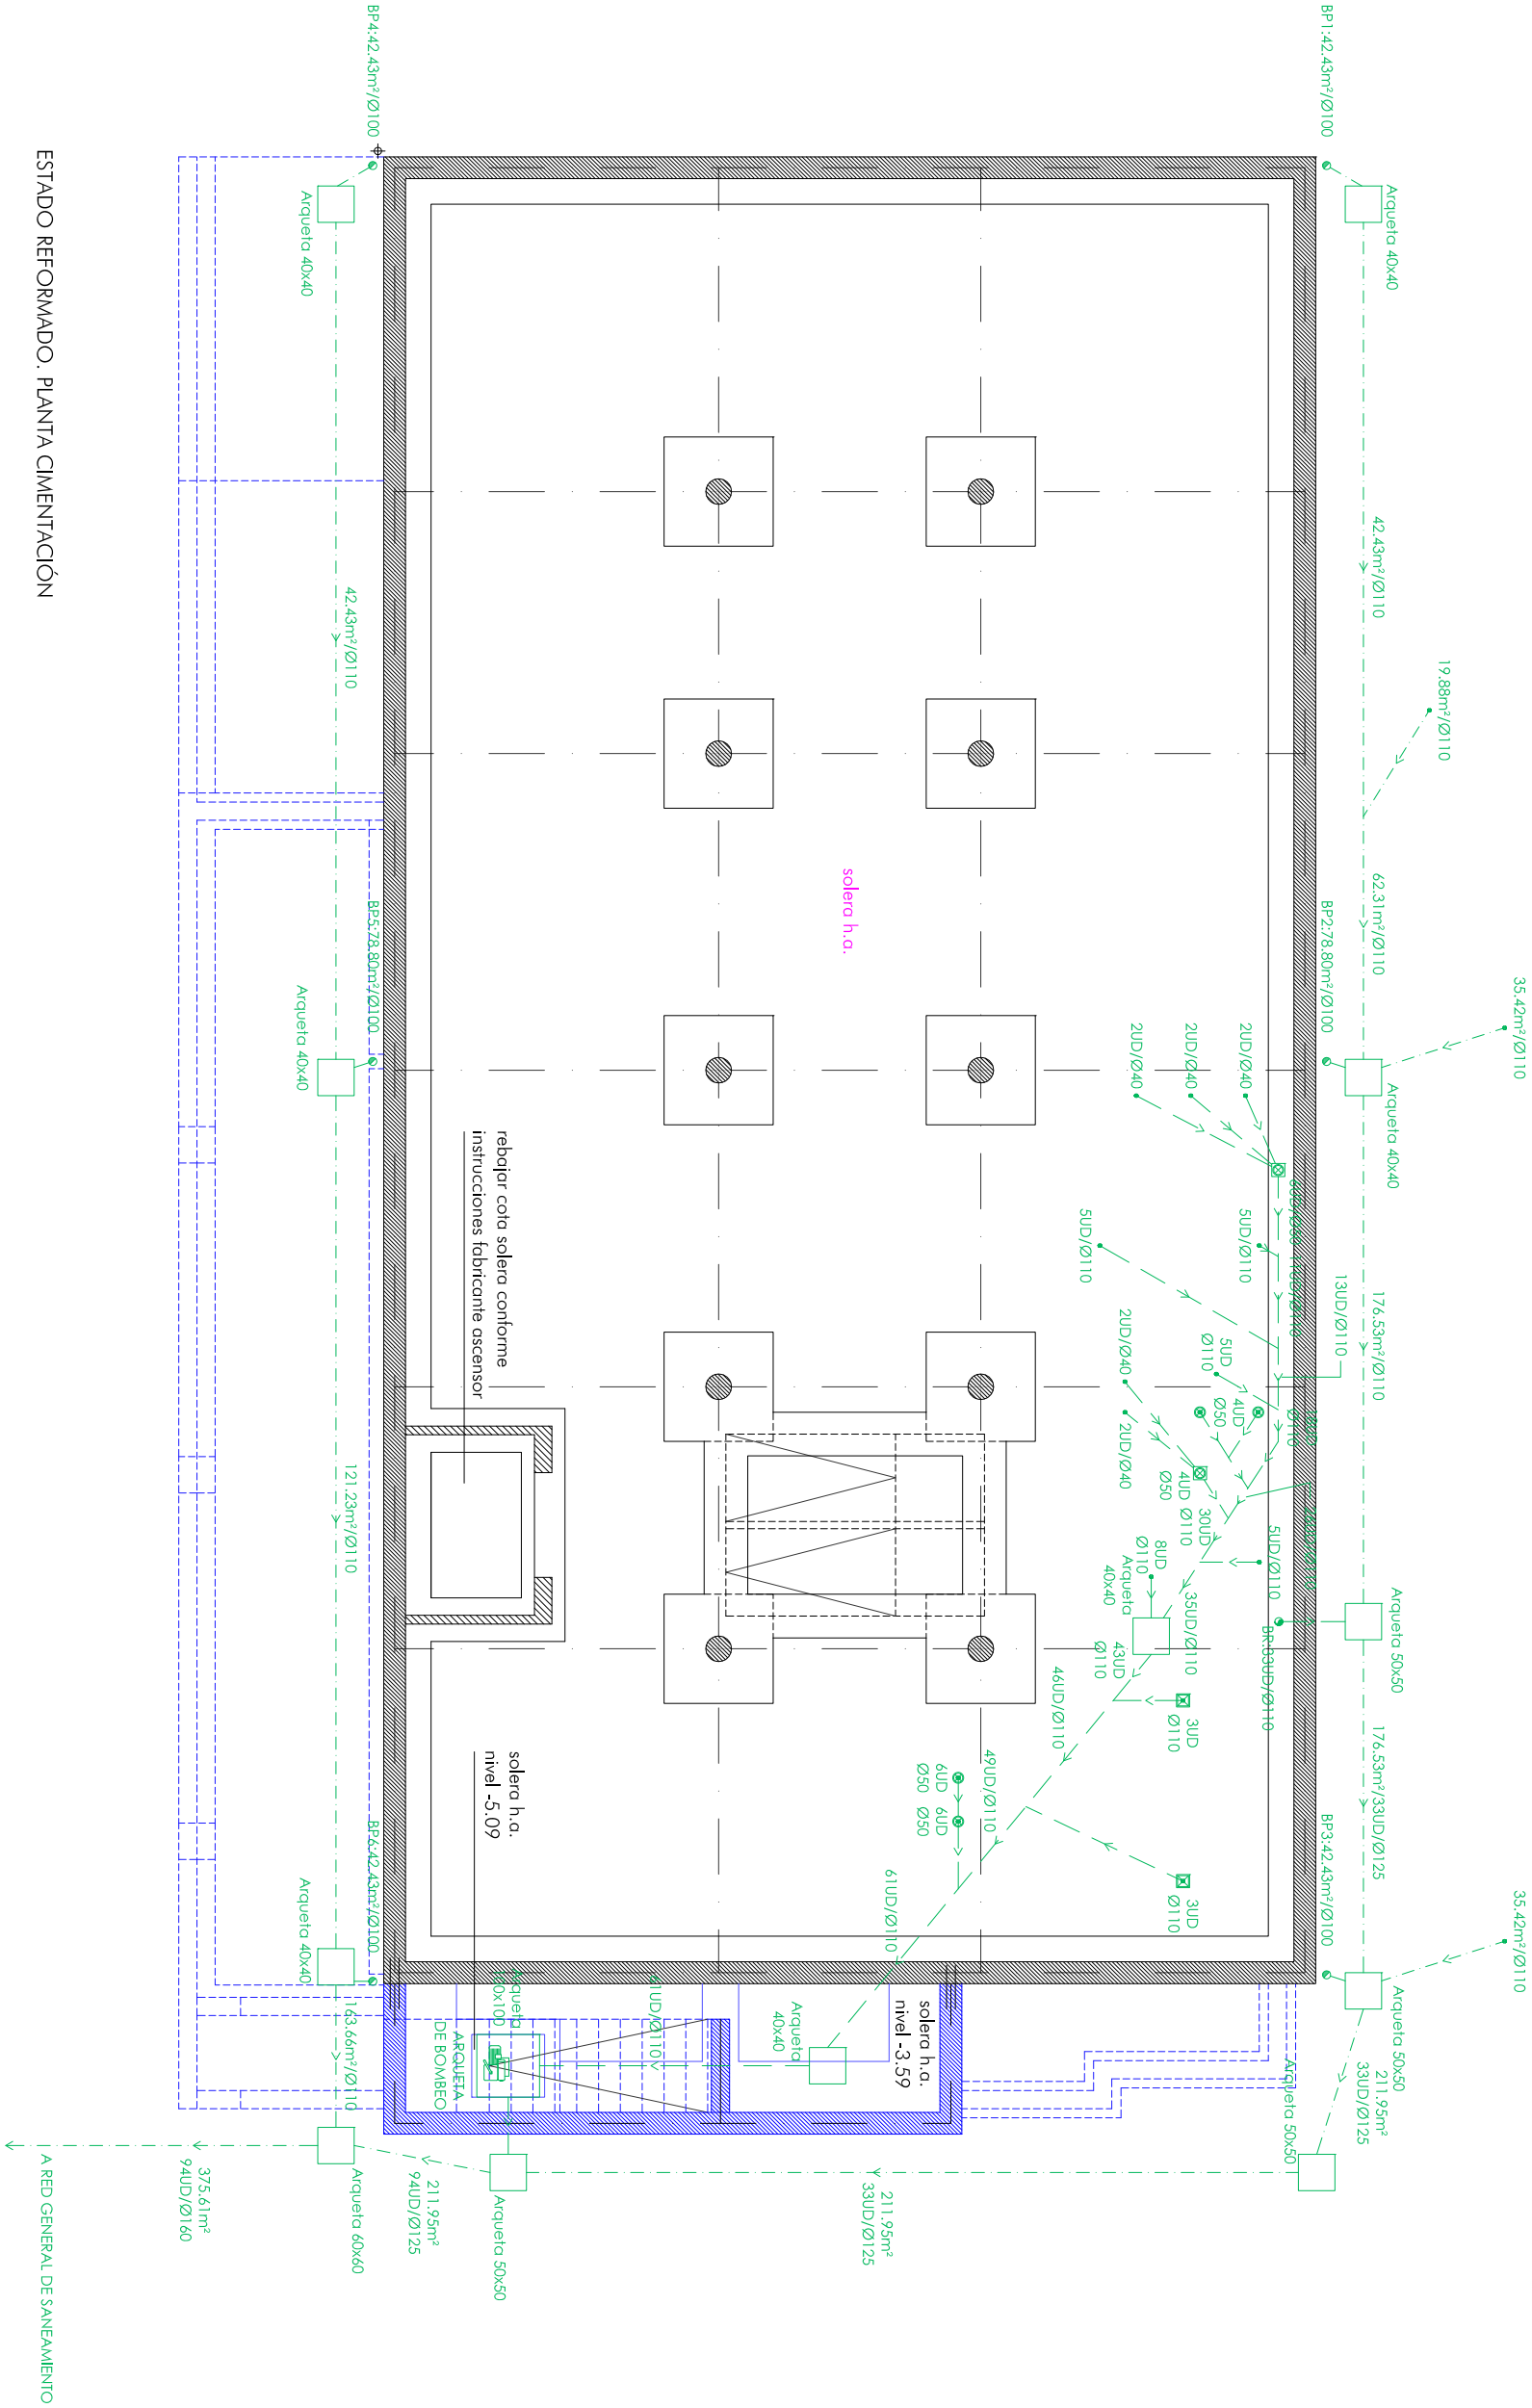 35.42m²/Ø110
35.42m²/Ø110
19.88m²/Ø110
Arqueta 40x40
Arqueta 40x40
Arqueta 50x50
Arqueta 50x50
42.43m²/Ø110
62.31m²/Ø110
176.53m²/Ø110
176.53m²/33UD/Ø125
211.95m²
33UD/Ø125
BP1:42.43m²/Ø100
BP2:78.80m²/Ø100
BP3:42.43m²/Ø100
13UD/Ø110
Arqueta 50x50
BR:33UD/Ø110
2UD/Ø40
2UD/Ø40
2UD/Ø40
5UD/Ø110
5UD/Ø110
5UD
Ø110
4UD
Ø50
2UD/Ø40
2UD/Ø40
4UD
Ø50
30UD
Ø110
5UD/Ø110
35UD/Ø110
8UD
Ø110
Arqueta
40x40
43UD
Ø110
46UD/Ø110
3UD
Ø110
3UD
Ø110
49UD/Ø110
6UD
Ø50
6UD
Ø50
61UD/Ø110
solera h.a.
solera h.a.
nivel -3.59
Arqueta
40x40
211.95m²
33UD/Ø125
61UD/Ø110
rebajar cota solera conforme
instrucciones fabricante ascensor
solera h.a.
nivel -5.09
Arqueta
100x100
ARQUETA
DE BOMBEO
Arqueta 50x50
211.95m²
94UD/Ø125
BP4:42.43m²/Ø100
BP5:78.80m²/Ø100
BP6:42.43m²/Ø100
42.43m²/Ø110
121.23m²/Ø110
163.66m²/Ø110
Arqueta 40x40
Arqueta 40x40
Arqueta 40x40
Arqueta 60x60
375.61m²
94UD/Ø160
A RED GENERAL DE SANEAMIENTO
ESTADO REFORMADO. PLANTA CIMENTACIÓN